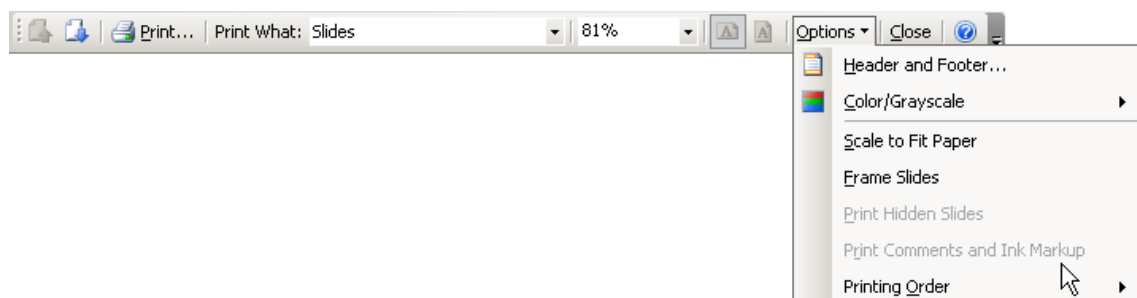 Print... Print What: Slides 81% Options Close
Header and Footer...
Color/Grayscale
Scale to Fit Paper
Frame Slides
Print Hidden Slides
Print Comments and Ink Markup
Printing Order